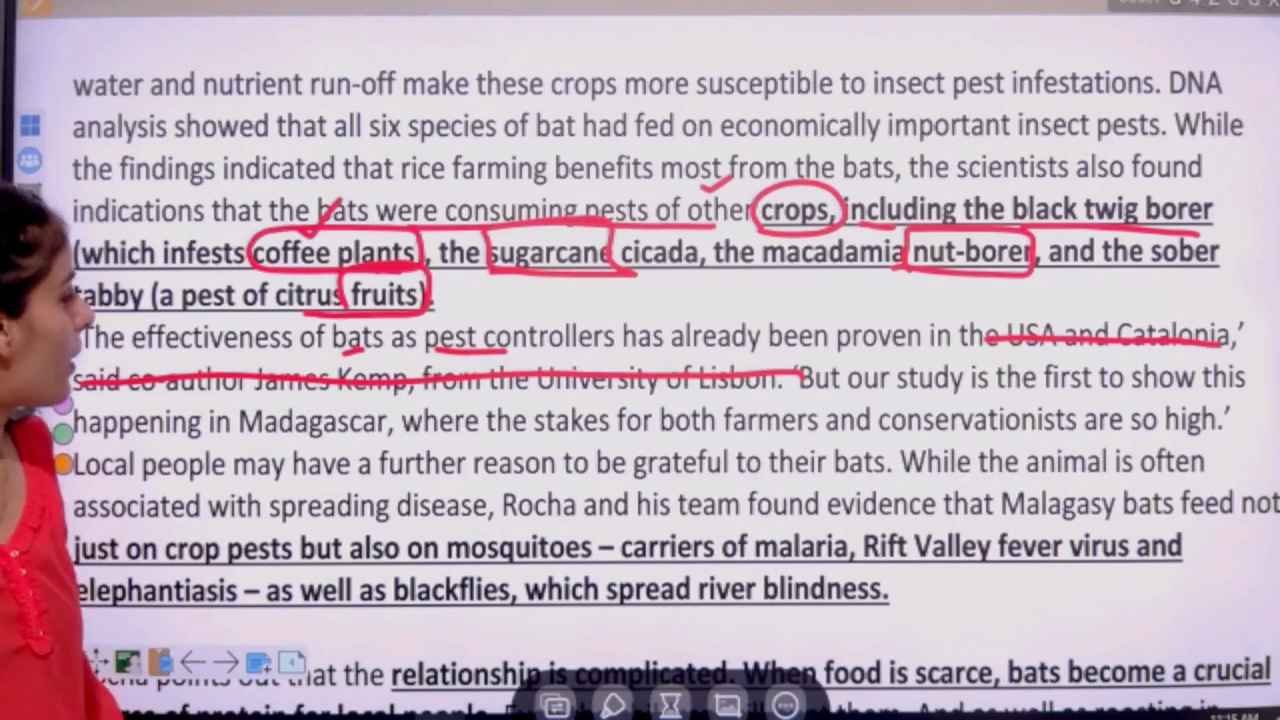 water and nutrient run-off make these crops more susceptible to insect pest infestations. DNA
analysis showed that all six species of bat had fed on economically important insect pests. While
the findings indicated that rice farming benefits most from the bats, the scientists also found
indications that the bats were consuming pests of other crops, including the black twig borer
(which infests coffee plants), the sugarcane cicada, the macadamia nut-borer, and the sober
tabby (a pest of citrus fruits).
'The effectiveness of bats as pest controllers has already been proven in the USA and Catalonia,'
said co-author James Kemp, from the University of Lisbon. 'But our study is the first to show this
happening in Madagascar, where the stakes for both farmers and conservationists are so high.'
Local people may have a further reason to be grateful to their bats. While the animal is often
associated with spreading disease, Rocha and his team found evidence that Malagasy bats feed not
just on crop pests but also on mosquitoes – carriers of malaria, Rift Valley fever virus and
elephantiasis – as well as blackflies, which spread river blindness.
points out that the relationship is complicated. When food is scarce, bats become a crucial
of protein for local people.